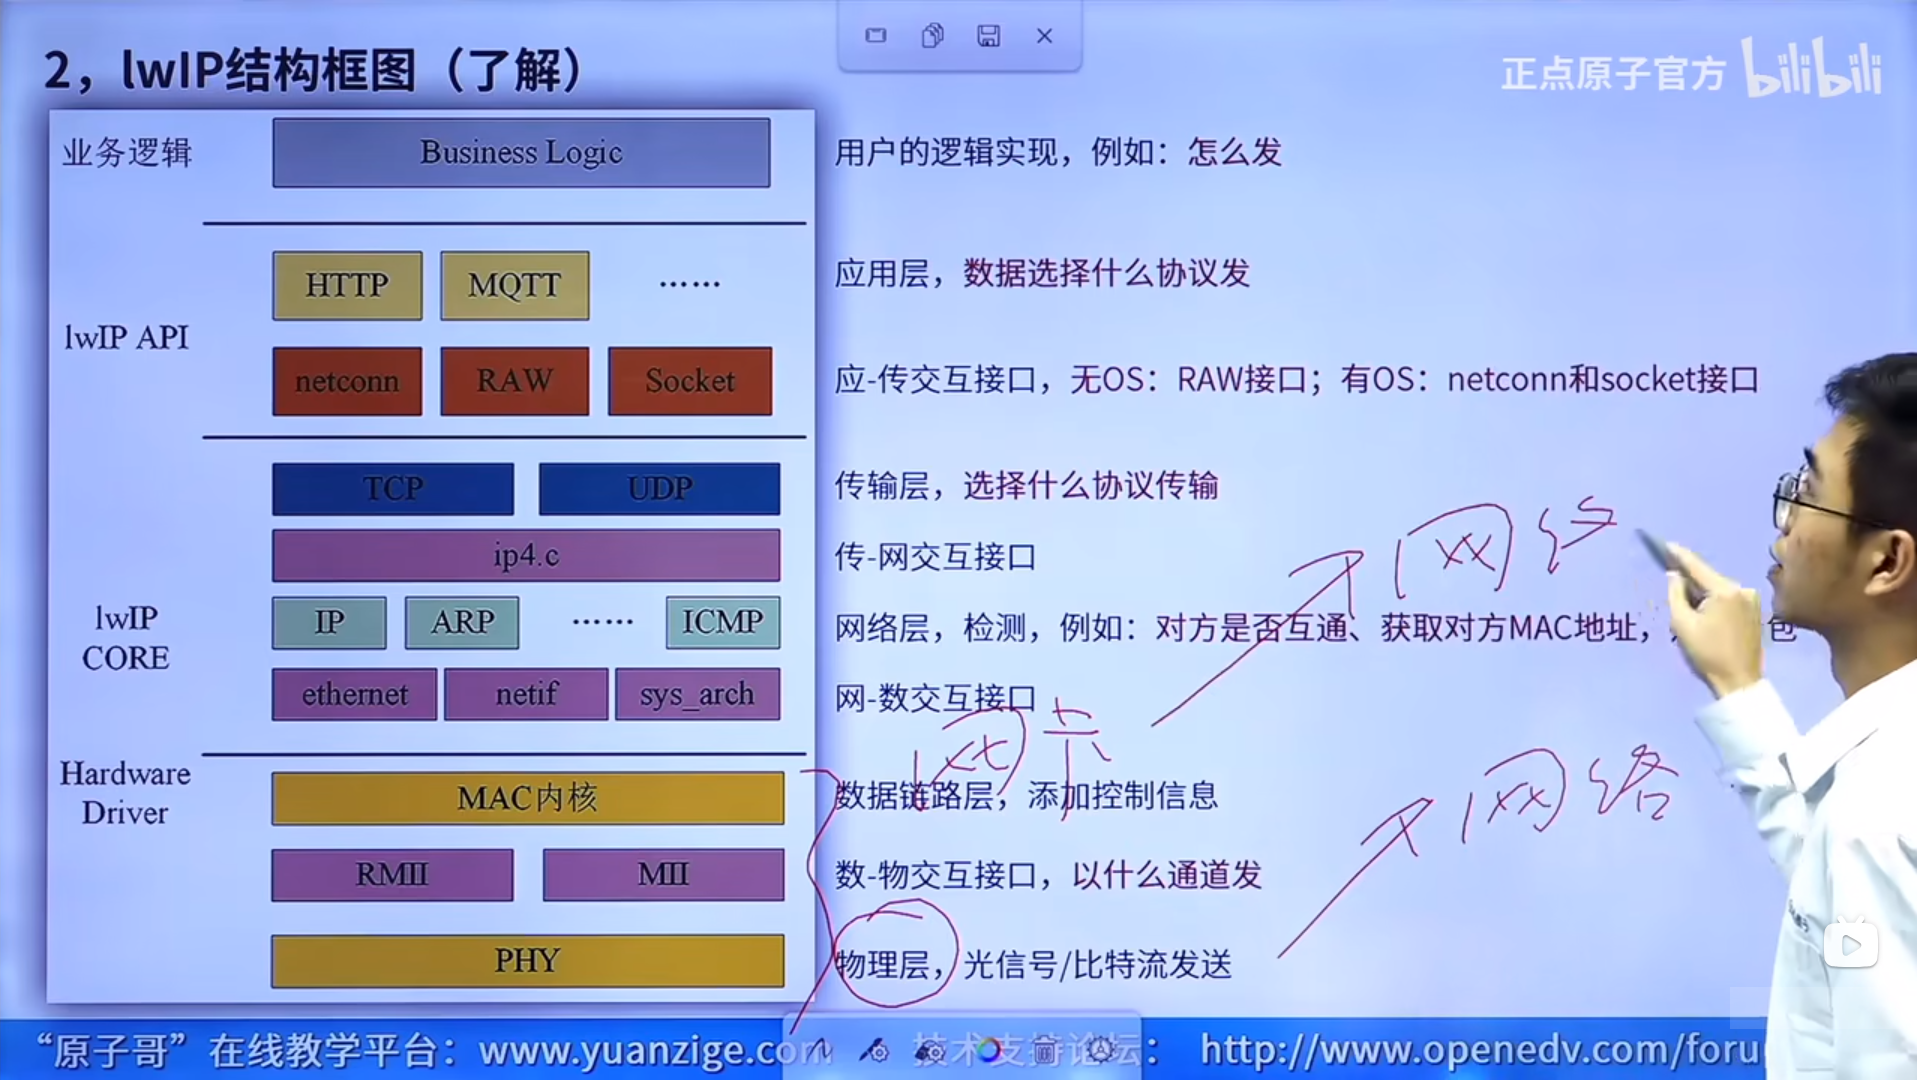 2，lwIP结构框图（了解）
正点原子官方 bilibili
业务逻辑
Business Logic
用户的逻辑实现，例如：怎么发
HTTP MQTT ……
应用层，数据选择什么协议发
lwIP API
netconn RAW Socket
应-传交互接口，无OS：RAW接口；有OS：netconn和socket接口
TCP UDP
传输层，选择什么协议传输
ip4.c
传-网交互接口
网络
lwIP
CORE
IP ARP …… ICMP
网络层，检测，例如：对方是否互通、获取对方MAC地址，
包
ethernet netif sys_arch
网-数交互接口
网卡
Hardware
Driver
MAC内核
数据链路层，添加控制信息
网络
RMII MII
数-物交互接口，以什么通道发
PHY
物理层，光信号/比特流发送
“原子哥”在线教学平台：www.yuanzige.com 技术支持论坛：http://www.openedv.com/foru